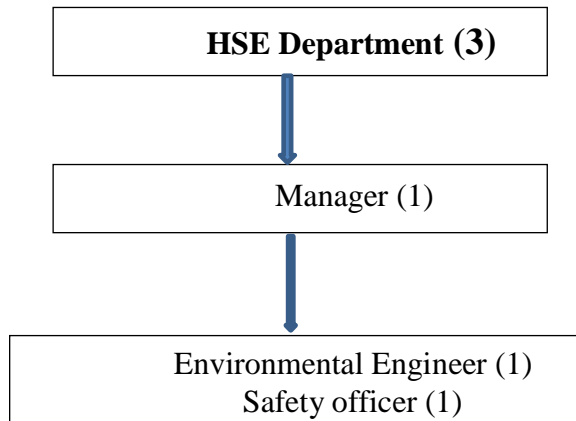 HSE Department (3)
Manager (1)
Environmental Engineer (1)
Safety officer (1)